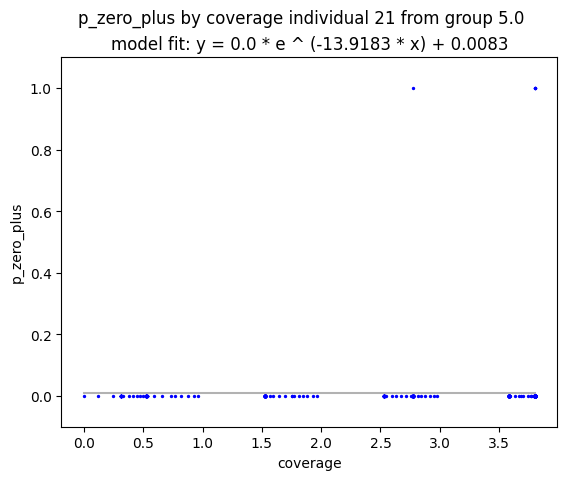 p_zero_plus by coverage individual 21 from group 5.0
model fit: y = 0.0 * e ^ (-13.9183 * x) + 0.0083
1.0
0.8
0.6
0.4
0.2
0.0
p_zero_plus
0.0 0.5 1.0 1.5 2.0 2.5 3.0 3.5
coverage